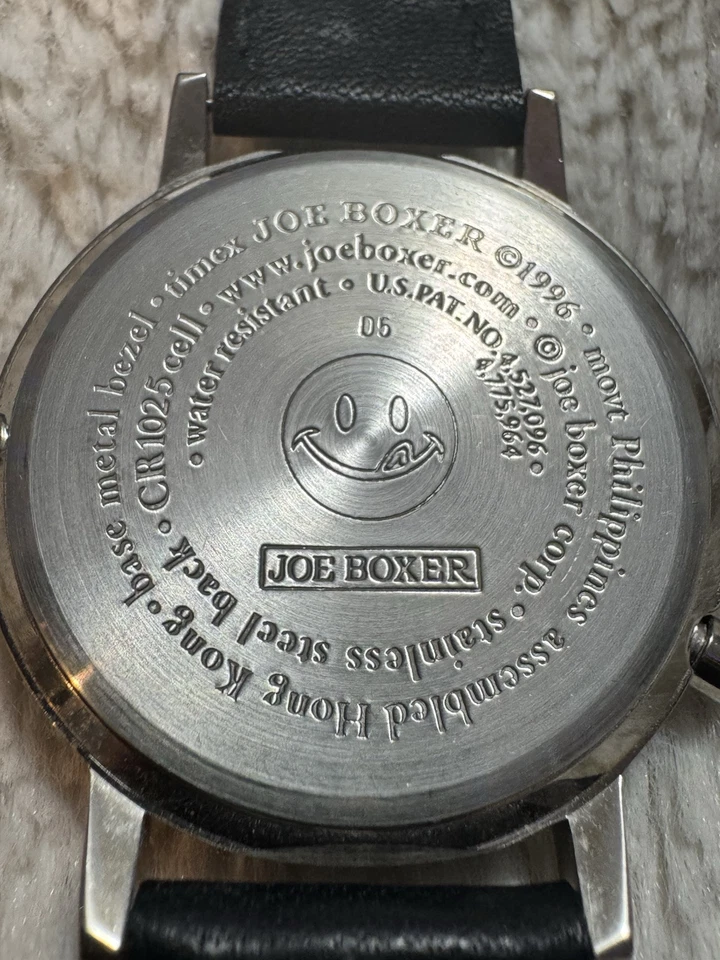 timex JOE BOXER ©1996 • movt Philippines assembled Hong Kong • base metal bezel •
www.joeboxer.com • © joe boxer corp. • stainless steel back • CR1025 cell •
• water resistant • U.S.PAT.NO. 4,527,096 •
4,775,964
D5
JOE BOXER